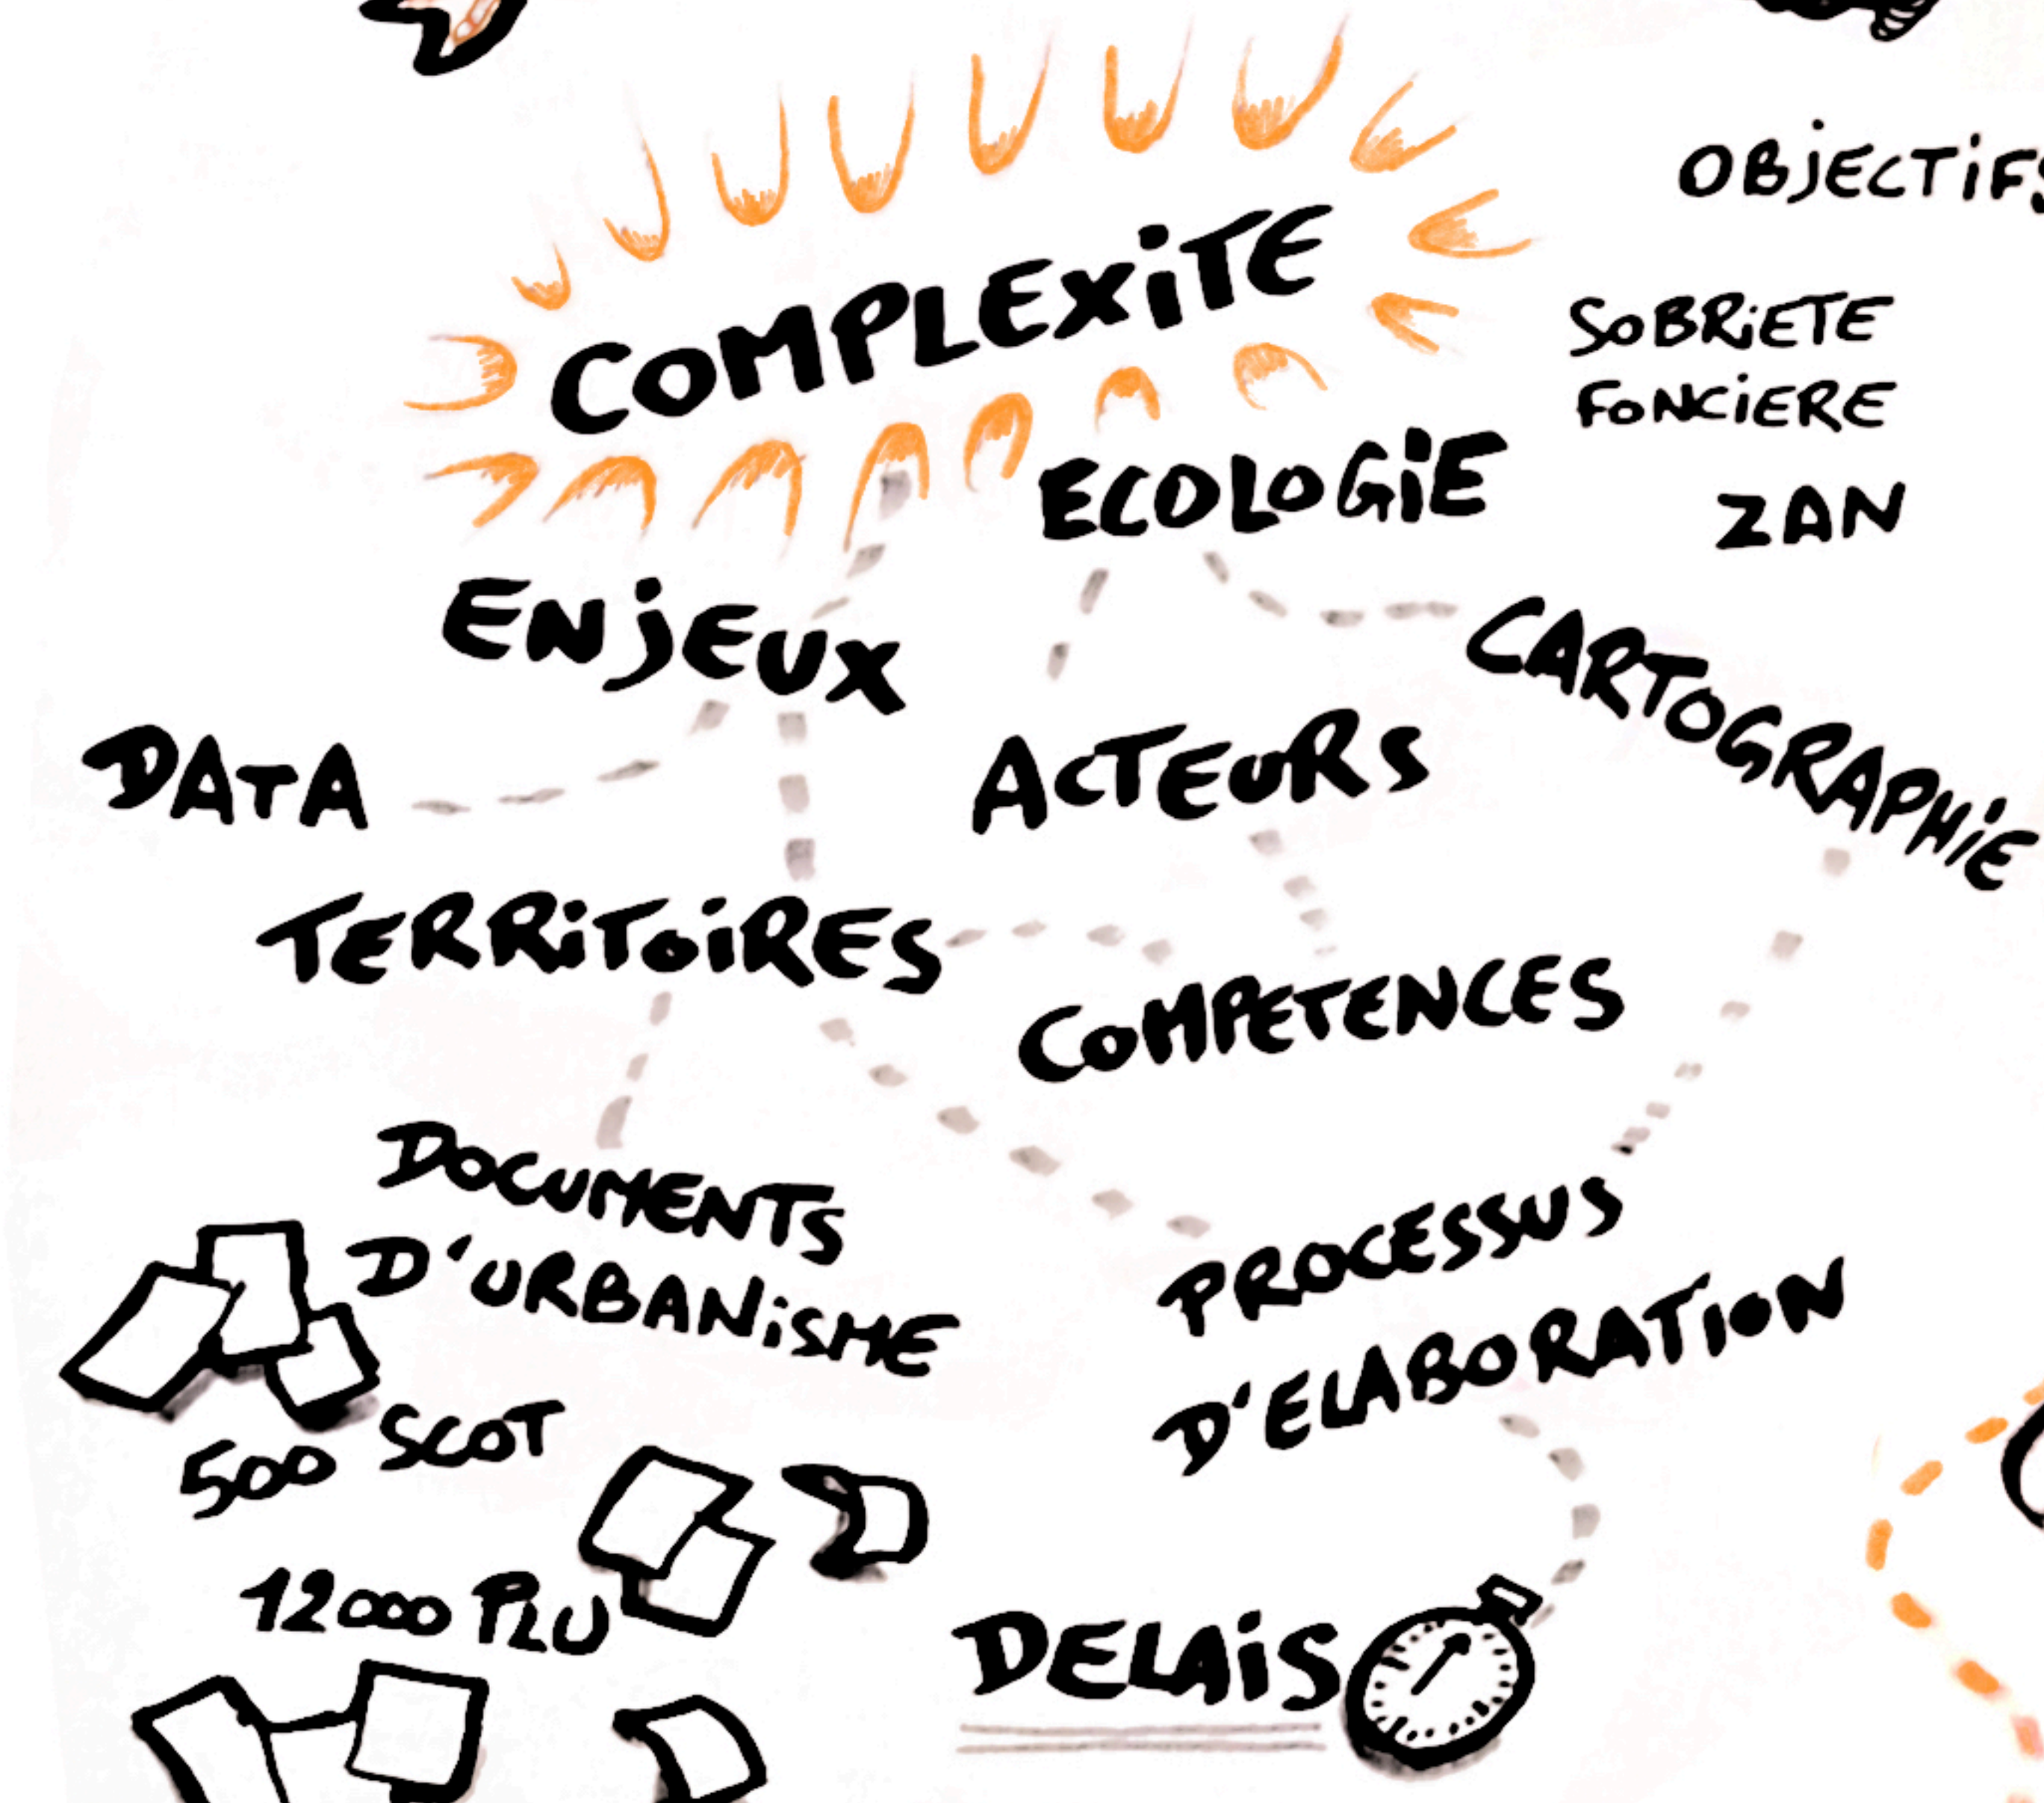 OBJECTIFS
COMPLEXITE
SOBRIETE
FONCIERE
ZAN
ECOLOGIE
ENJEUX
CARTOGRAPHIE
DATA
ACTEURS
TERRITOIRES
COMPETENCES
DOCUMENTS
D'URBANISME
PROCESSUS
D'ELABORATION
500 SCOT
12000 PLU
DELAIS